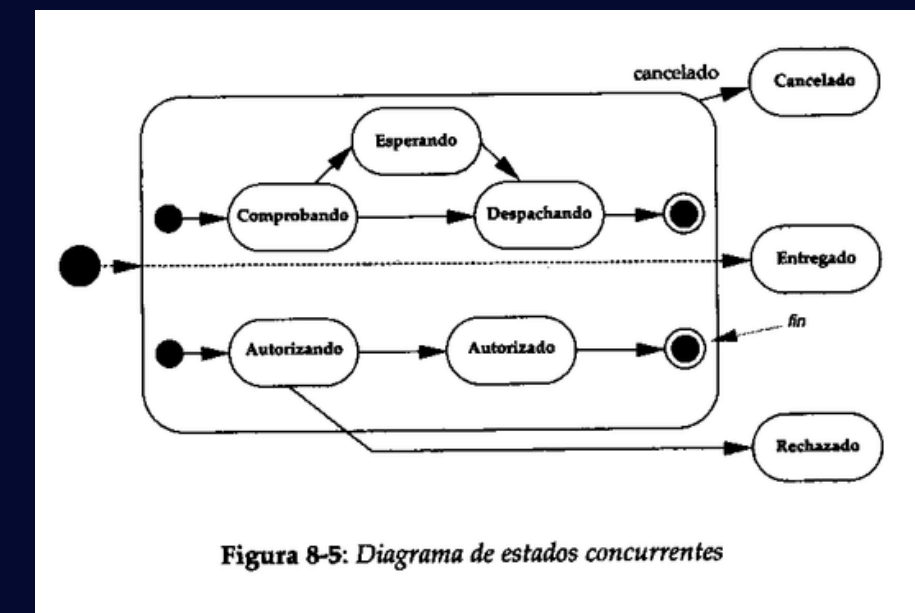 cancelado
Cancelado
Esperando
Comprobando
Despachando
Entregado
fin
Autorizando
Autorizado
Rechazado
Figura 8-5: Diagrama de estados concurrentes